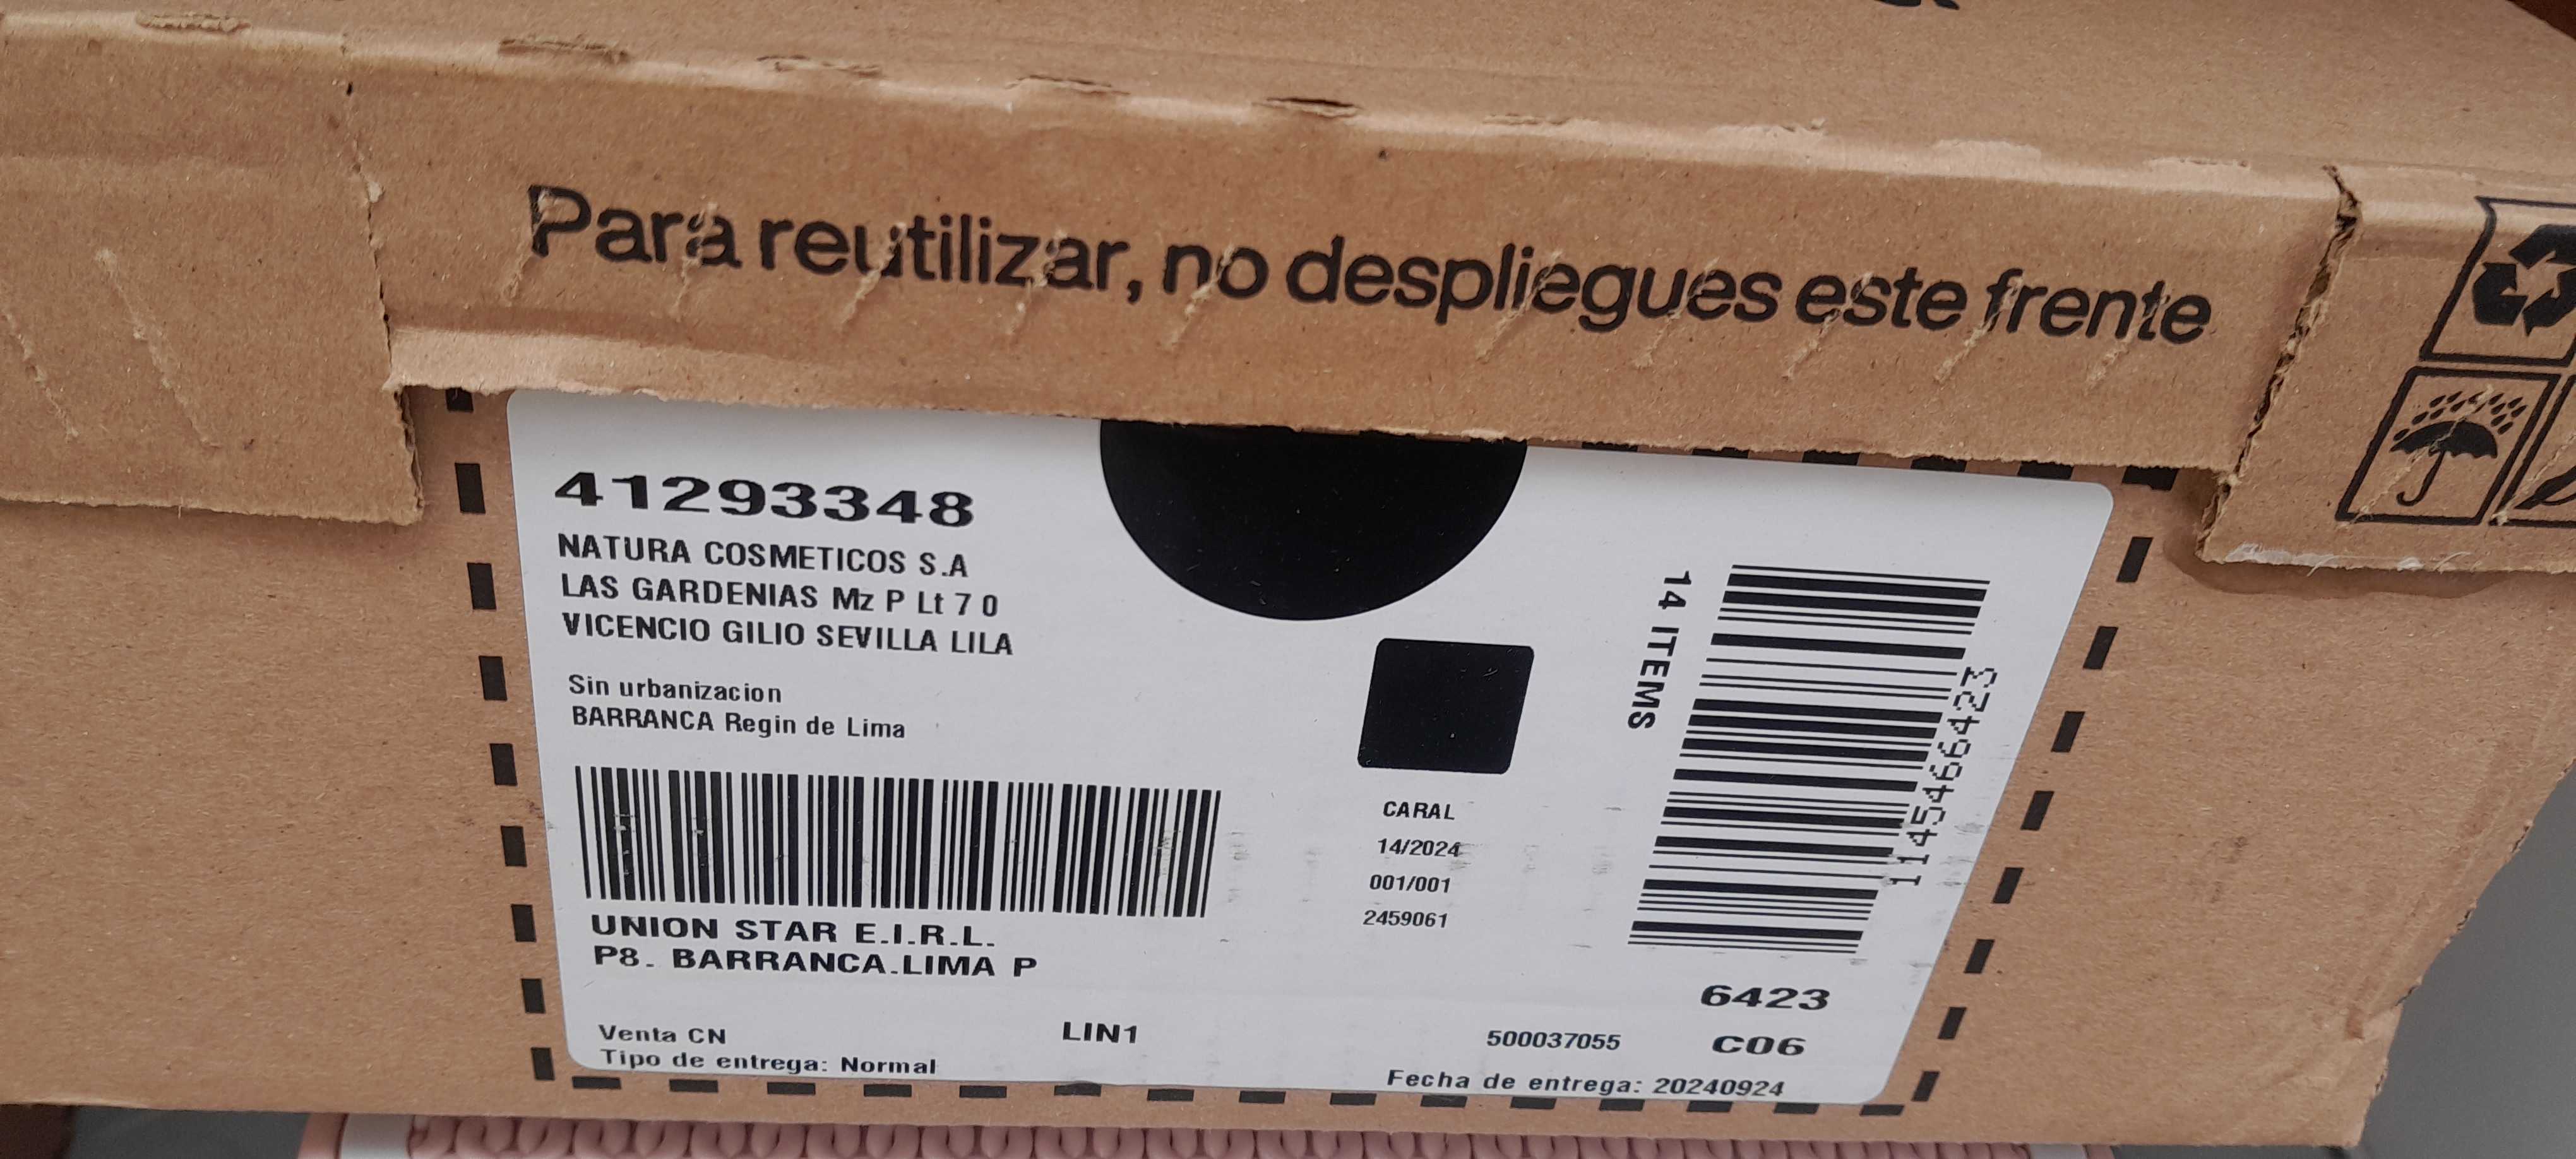 Para reutilizar, no despliegues este frente
41293348
NATURA COSMETICOS S.A
LAS GARDENIAS Mz P Lt 7 0
VICENCIO GILIO SEVILLA LILA
Sin urbanizacion
BARRANCA Regin de Lima
UNION STAR E.I.R.L.
P8. BARRANCA.LIMA P
Venta CN
LIN1
Tipo de entrega: Normal
CARAL
14/2024
001/001
2459061
14 ITEMS
6423
500037055
C06
Fecha de entrega: 20240924